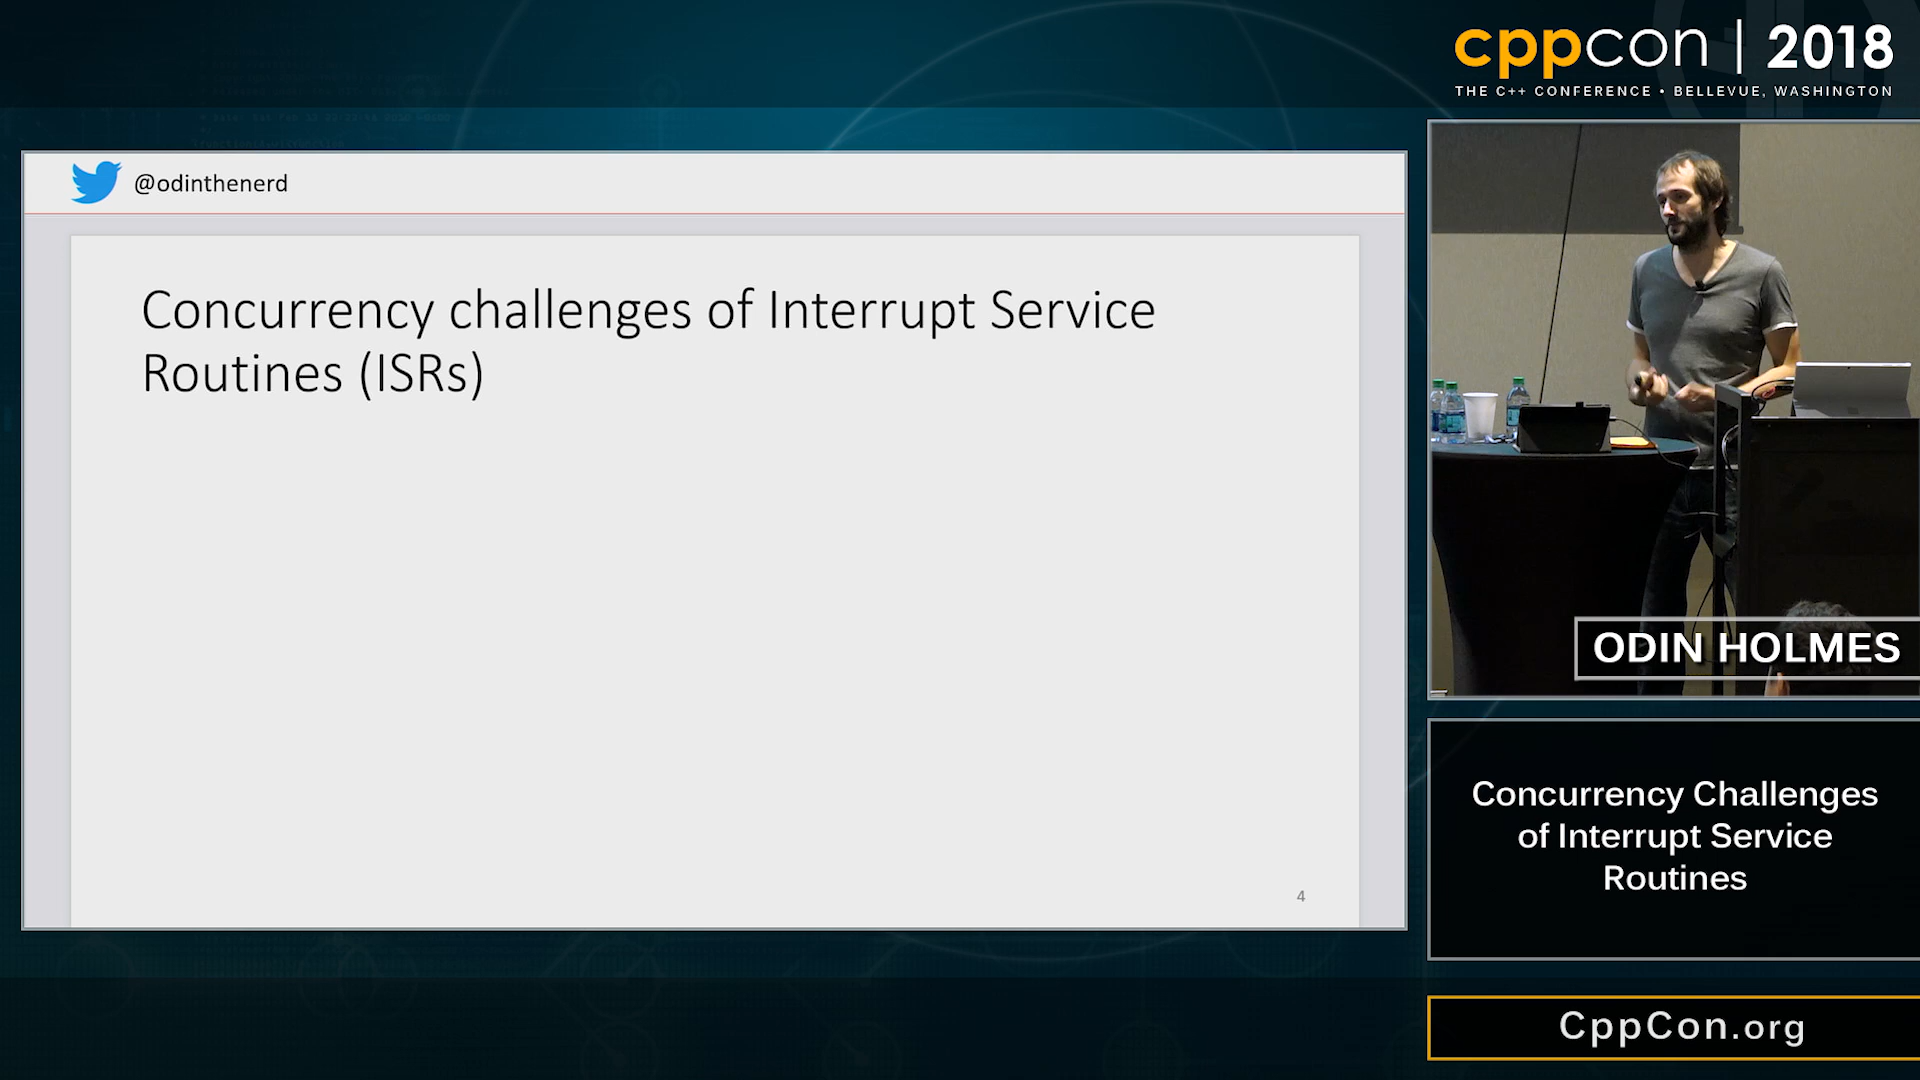 cppcon | 2018
THE C++ CONFERENCE • BELLEVUE, WASHINGTON
@odinthenerd
Concurrency challenges of Interrupt Service
Routines (ISRs)
4
ODIN HOLMES
Concurrency Challenges
of Interrupt Service
Routines
CppCon.org